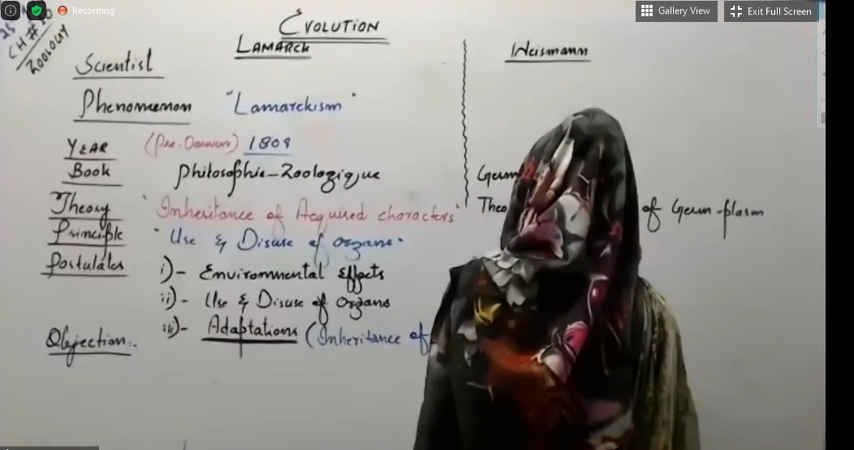 Recording
Gallery View
Exit Full Screen
CH#20
ZOOLOGY
EVOLUTION
LAMARCK
Weismann
Scientist
Phenomenon "Lamarckism"
YEAR (Pre-Darwin) 1809
Book Philosophie-Zoologique
Theory "Inheritance of Acquired characters"
of Germ-plasm
Principle "Use & Disuse of organs"
Postulates i)- Environmental Effects
ii)- Use & Disuse of Organs
iii)- Adaptations (Inheritance of
Objection:-